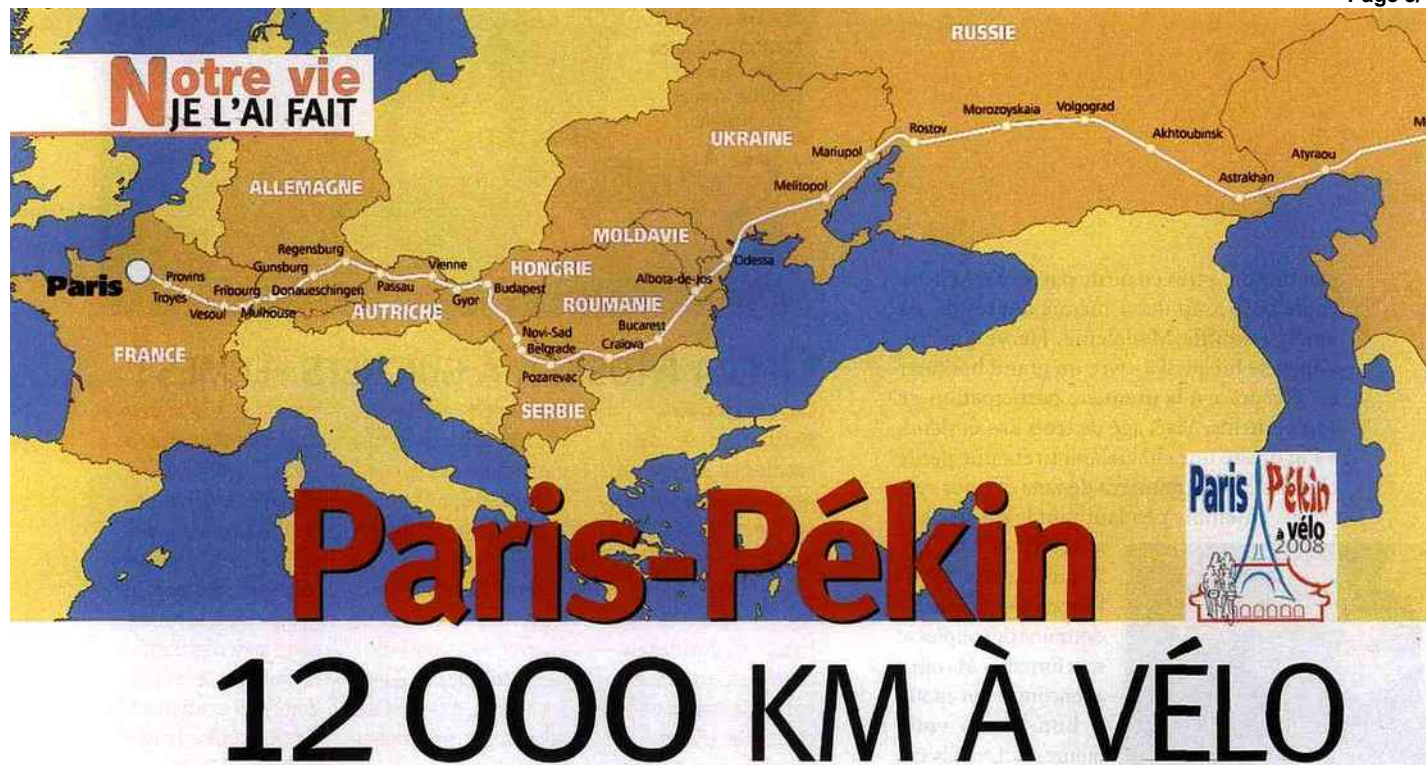 Page
Notre vie
JE L'AI FAIT
RUSSIE
UKRAINE
ALLEMAGNE
MOLDAVIE
HONGRIE
ROUMANIE
AUTRICHE
FRANCE
SERBIE
Paris
Provins
Troyes
Vesoul
Fribourg
Mulhouse
Gunsburg
Donaueschingen
Regensburg
Passau
Vienne
Gyor
Budapest
Novi-Sad
Belgrade
Pozarevac
Craiova
Bucarest
Albota-de-Jos
Odessa
Melitopol
Mariupol
Rostov
Morozoyskaia
Volgograd
Akhtoubinsk
Astrakhan
Atyraou
Paris-Pékin
Paris Pékin
à vélo
2008
12 000 KM À VÉLO